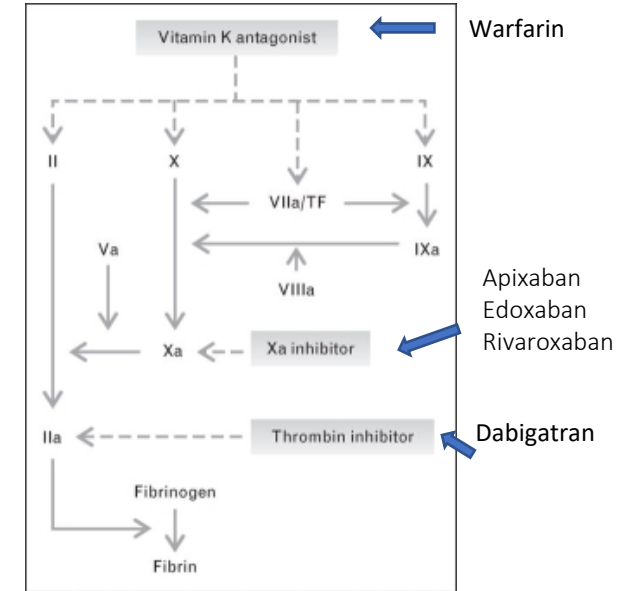 Vitamin K antagonist
Warfarin
II
X
IX
VIIa/TF
Va
IXa
VIIIa
Apixaban
Edoxaban
Rivaroxaban
Xa
Xa inhibitor
IIa
Thrombin inhibitor
Dabigatran
Fibrinogen
Fibrin